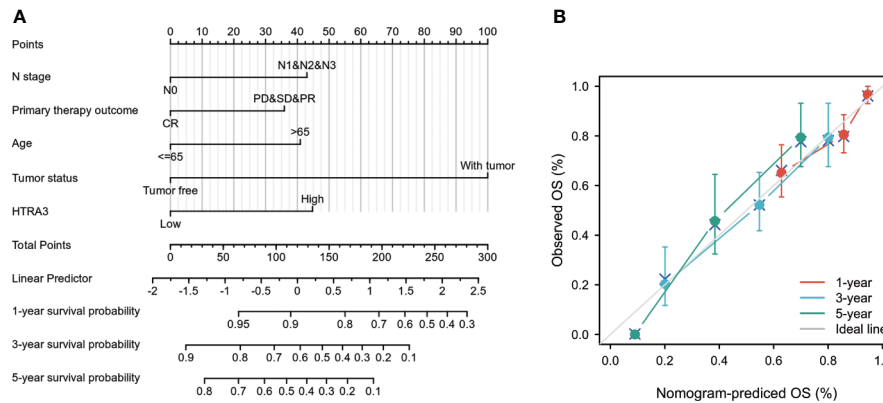 A
Points
0 10 20 30 40 50 60 70 80 90 100
N stage
N0 N1&N2&N3
Primary therapy outcome
CR PD&SD&PR
Age
<=65 >65
Tumor status
Tumor free With tumor
HTRA3
Low High
Total Points
0 50 100 150 200 250 300
Linear Predictor
-2 -1.5 -1 -0.5 0 0.5 1 1.5 2 2.5
1-year survival probability
0.95 0.9 0.8 0.7 0.6 0.5 0.4 0.3
3-year survival probability
0.9 0.8 0.7 0.6 0.5 0.4 0.3 0.2 0.1
5-year survival probability
0.8 0.7 0.6 0.5 0.4 0.3 0.2 0.1
B
Observed OS (%)
1.0
0.8
0.6
0.4
0.2
0.0
1-year
3-year
5-year
Ideal line
0.0 0.2 0.4 0.6 0.8
Nomogram-prediced OS (%)